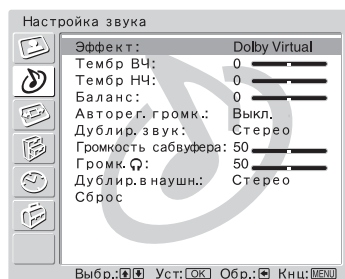 Настройка звука
Эффект: Dolby Virtual
Тембр ВЧ: 0
Тембр НЧ: 0
Баланс: 0
Авторег. громк.: Выкл.
Дублир. звук: Стерео
Громкость сабвуфера: 50
Громк. 🎧: 50
Дублир. в наушн.: Стерео
Сброс
Выбр.: Уст: OK Обр.: Кнц: MENU